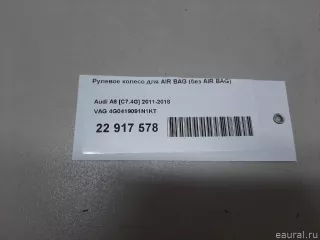 Рулевое колесо для AIR BAG (без AIR BAG)
Audi A6 [C7,4G] 2011-2018
VAG 4G0419091N1KT
22 917 578
eaural.ru